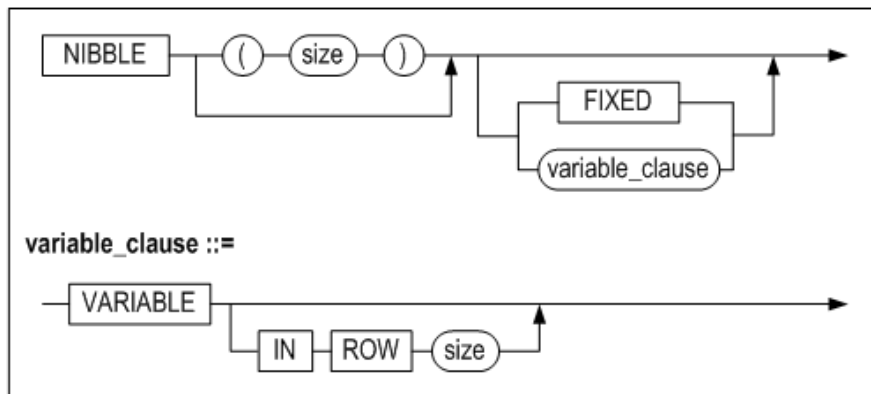 NIBBLE ( size )
FIXED
variable_clause
variable_clause ::=
VARIABLE
IN ROW size